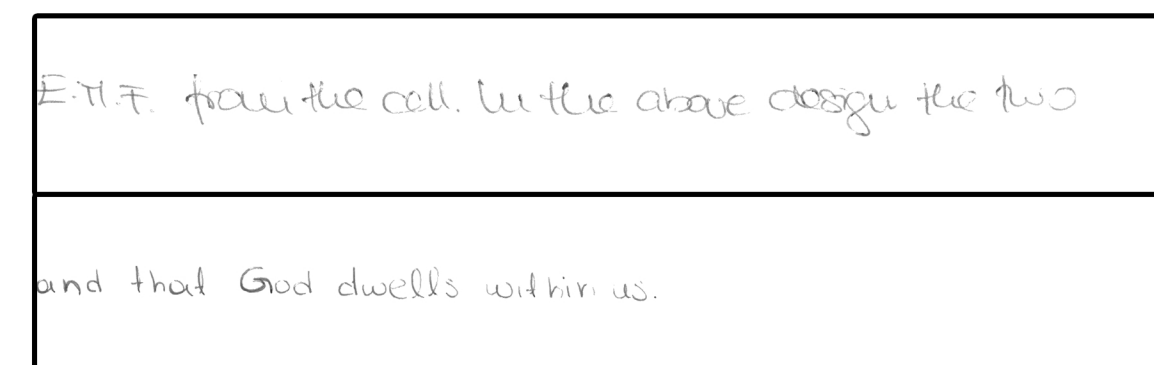 E.M.F. from the cell. In the above design the two
and that God dwells within us.